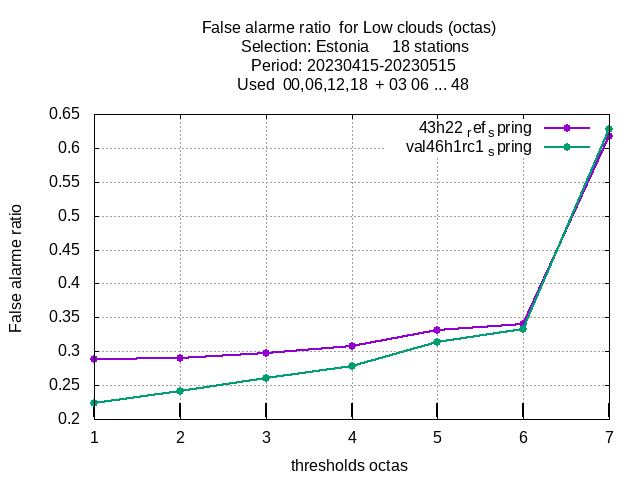 False alarme ratio  for Low clouds (octas)
Selection: Estonia     18 stations
Period: 20230415-20230515
Used  00,06,12,18  + 03 06 ... 48
0.65
0.6
0.55
0.5
0.45
0.4
0.35
0.3
0.25
0.2
False alarme ratio
43h22 ref spring
val46h1rc1 spring
1 2 3 4 5 6 7
thresholds octas